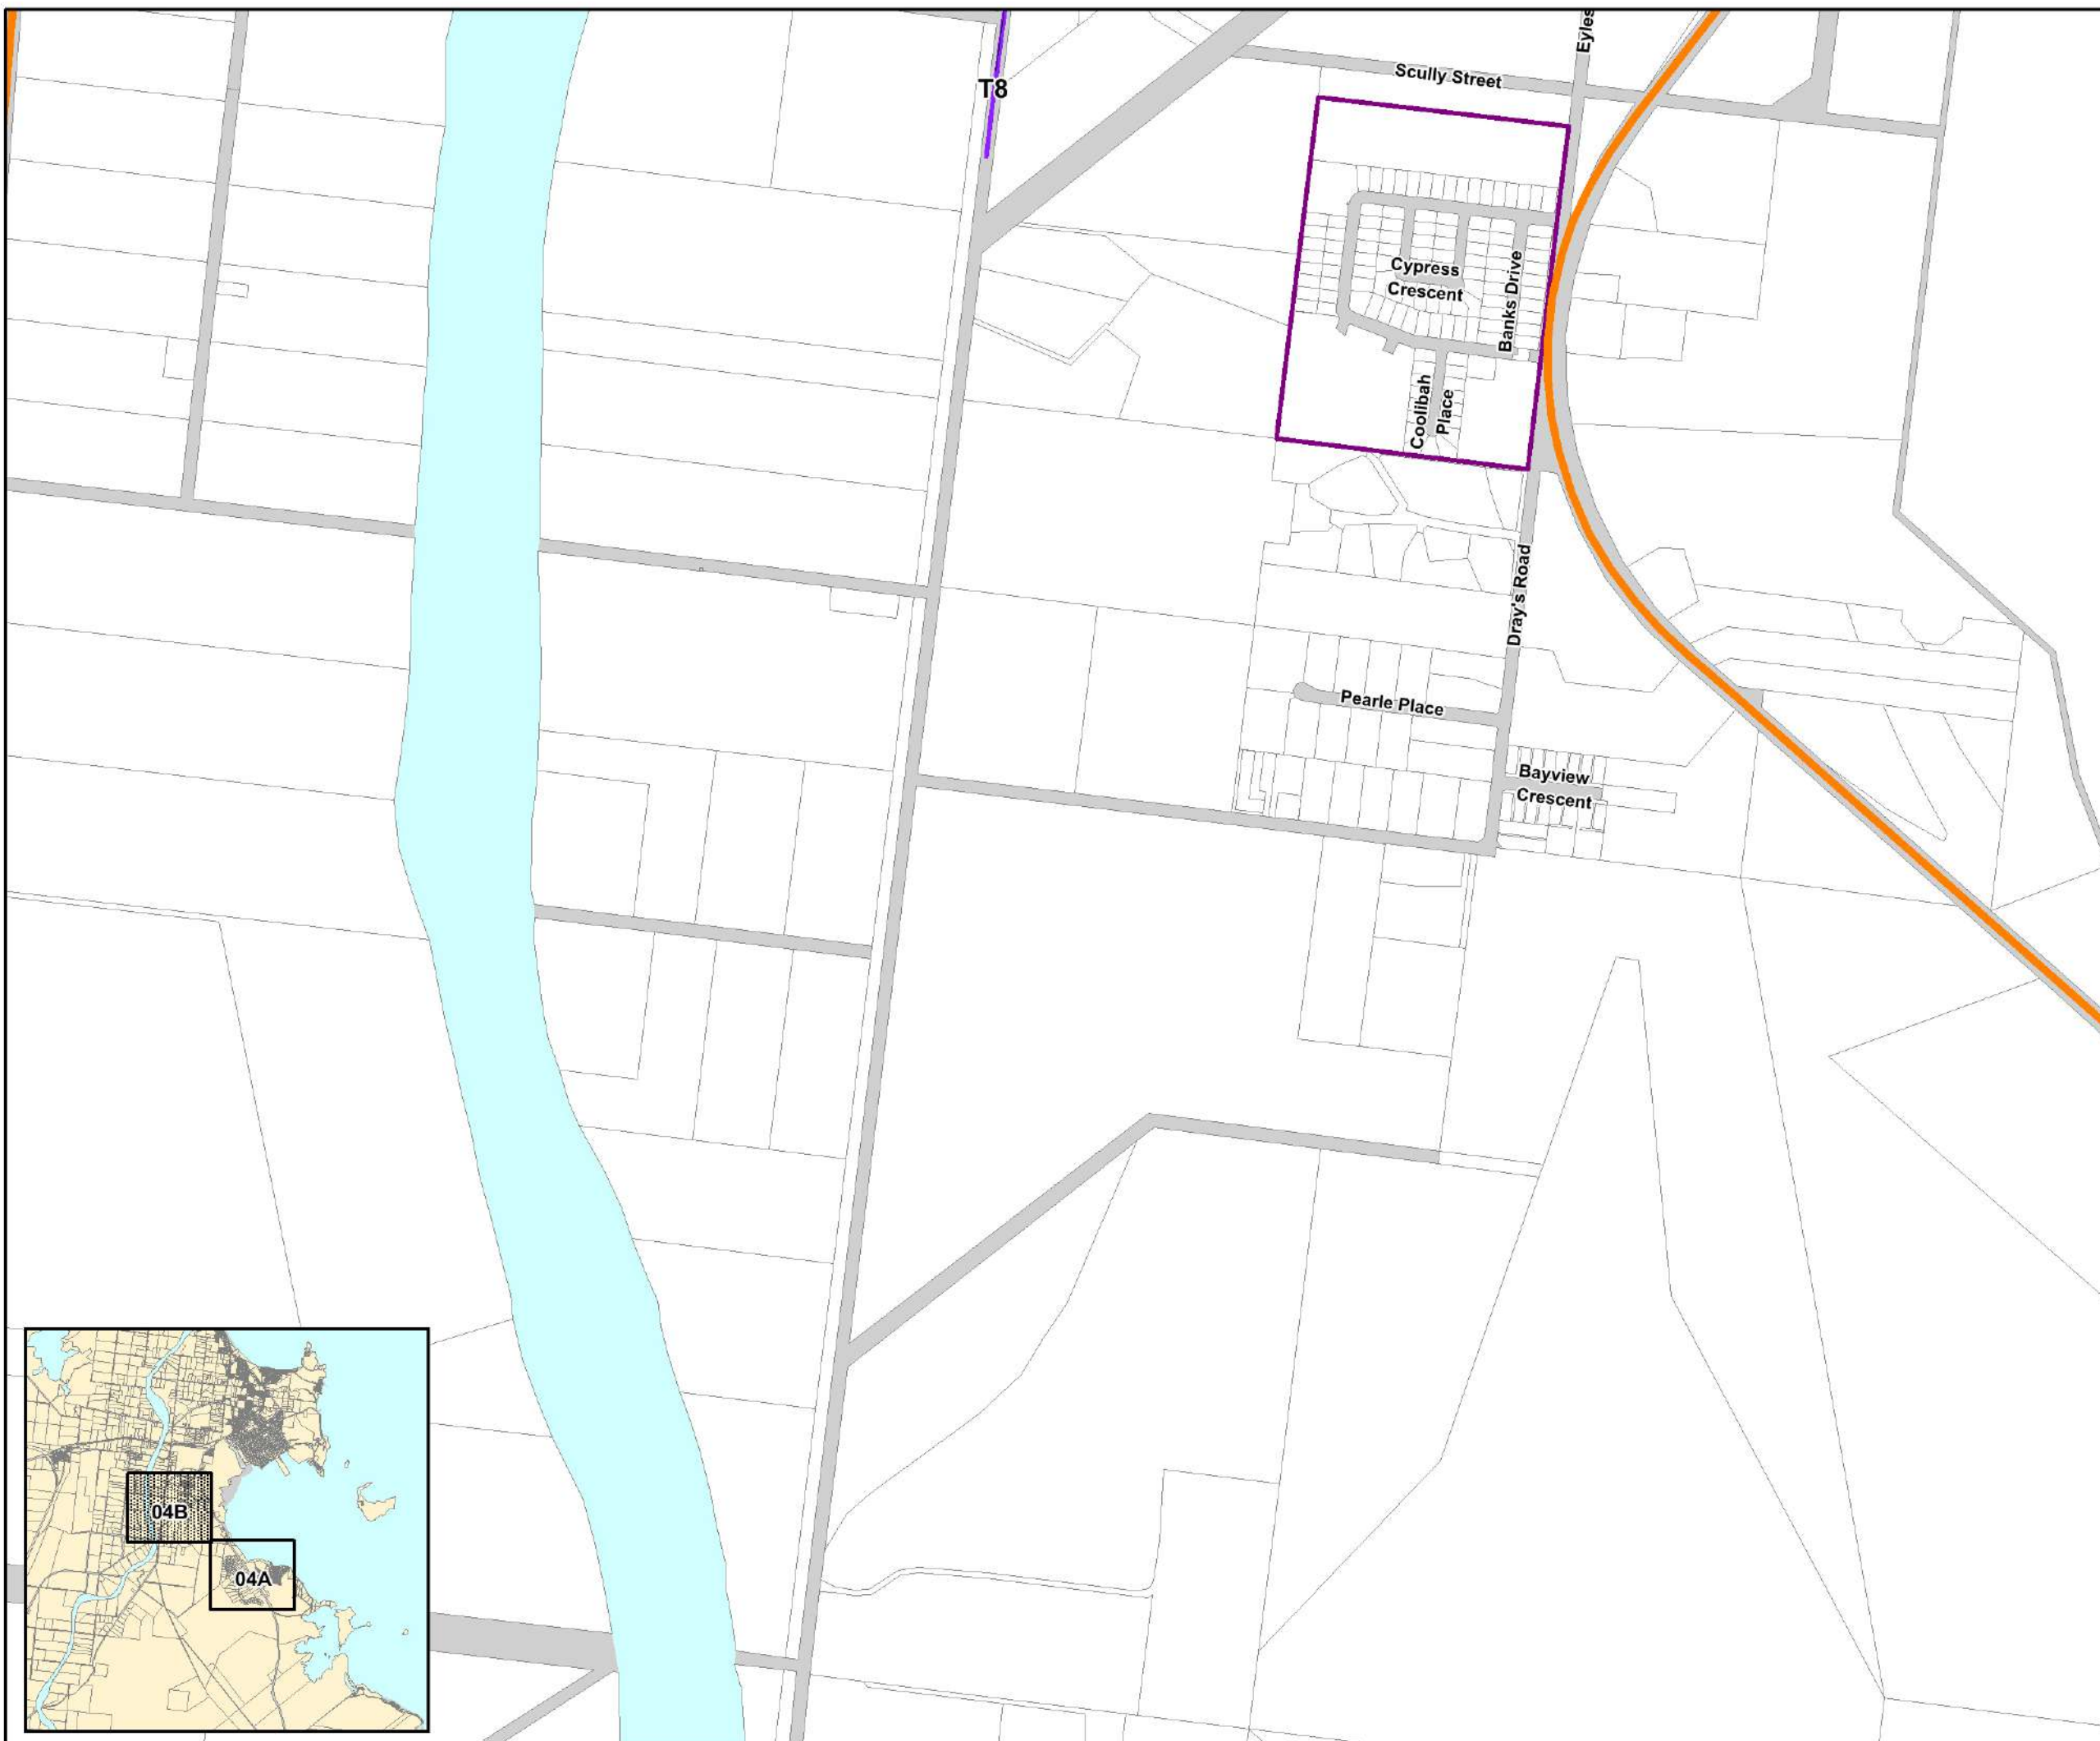 Eyles
Scully Street
T8
Cypress
Crescent
Banks Drive
Coolibah
Place
Dray's Road
Pearle Place
Bayview
Crescent
04B
04A